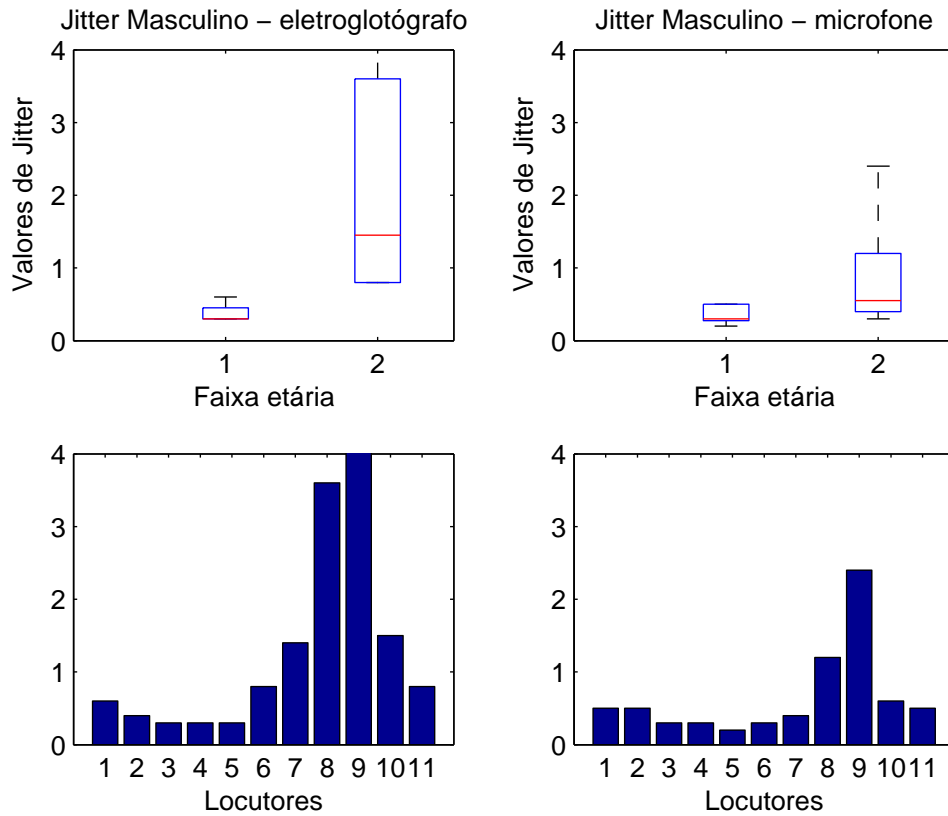 Jitter Masculino − eletroglotógrafo
4
3
2
1
0
Valores de Jitter
1 2
Faixa etária
Jitter Masculino − microfone
4
3
2
1
0
Valores de Jitter
1 2
Faixa etária
4
3
2
1
0
1 2 3 4 5 6 7 8 9 10 11
Locutores
4
3
2
1
0
1 2 3 4 5 6 7 8 9 10 11
Locutores